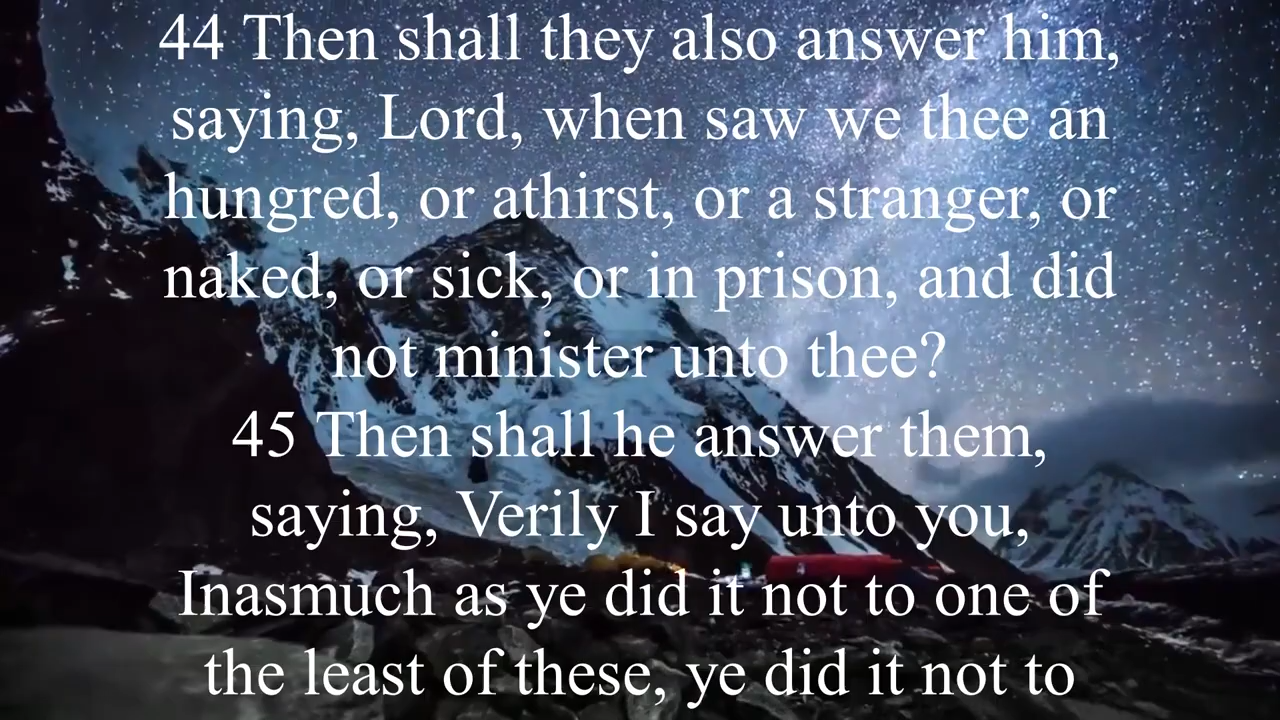 44 Then shall they also answer him,
saying, Lord, when saw we thee an
hungred, or athirst, or a stranger, or
naked, or sick, or in prison, and did
not minister unto thee?
45 Then shall he answer them,
saying, Verily I say unto you,
Inasmuch as ye did it not to one of
the least of these, ye did it not to